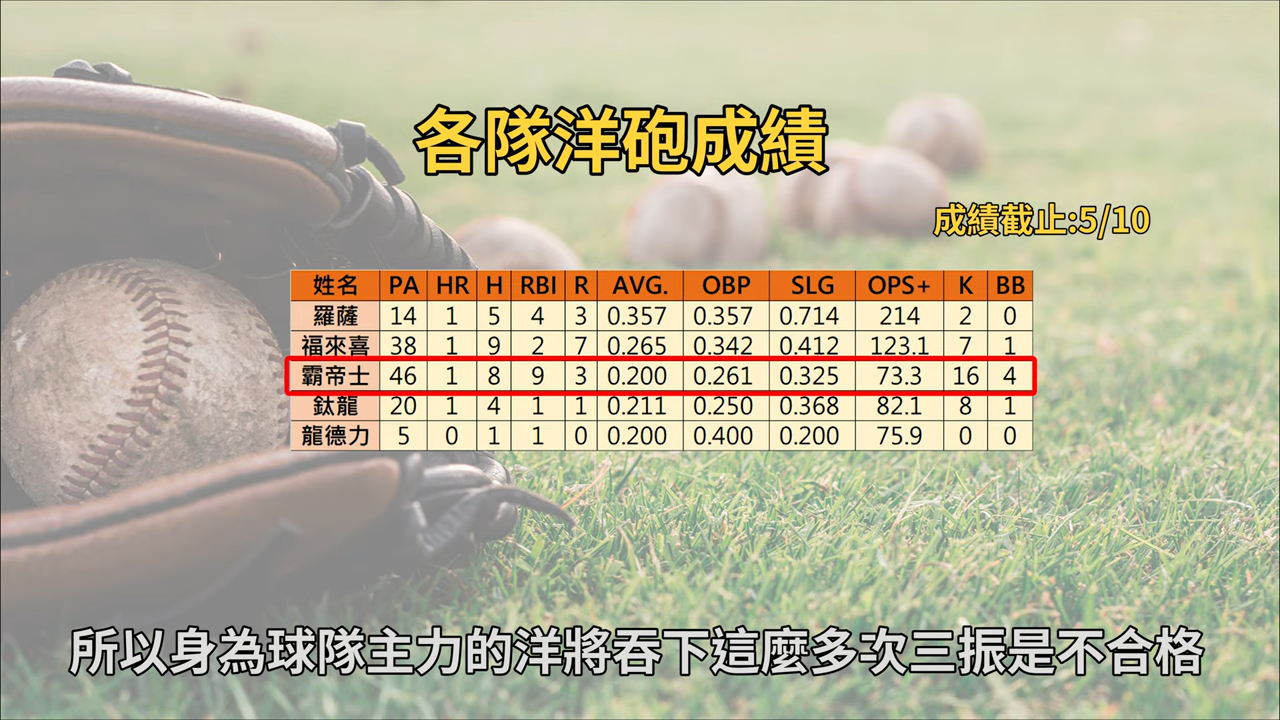 各隊洋砲成績
成績截止:5/10
姓名 PA HR H RBI R AVG. OBP SLG OPS+ K BB
羅薩 14 1 5 4 3 0.357 0.357 0.714 214 2 0
福來喜 38 1 9 2 7 0.265 0.342 0.412 123.1 7 1
霸帝士 46 1 8 9 3 0.200 0.261 0.325 73.3 16 4
鈦龍 20 1 4 1 1 0.211 0.250 0.368 82.1 8 1
龍德力 5 0 1 1 0 0.200 0.400 0.200 75.9 0 0
所以身為球隊主力的洋將吞下這麼多次三振是不合格